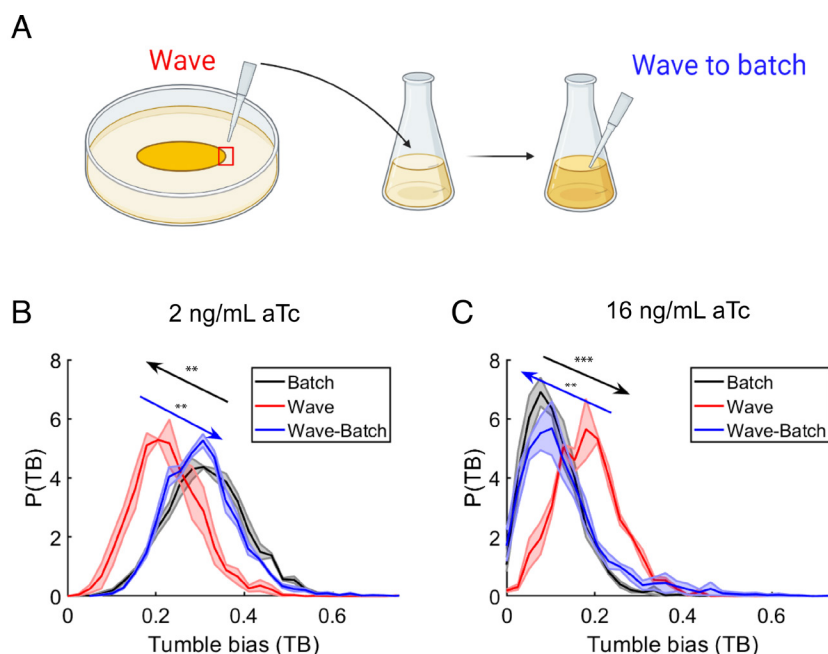 A
Wave
Wave to batch
B
2 ng/mL aTc
8
6
4
2
0
P(TB)
**
**
Batch
Wave
Wave-Batch
0
0.2
0.4
0.6
Tumble bias (TB)
C
16 ng/mL aTc
8
6
4
2
0
P(TB)
***
**
Batch
Wave
Wave-Batch
0
0.2
0.4
0.6
Tumble bias (TB)